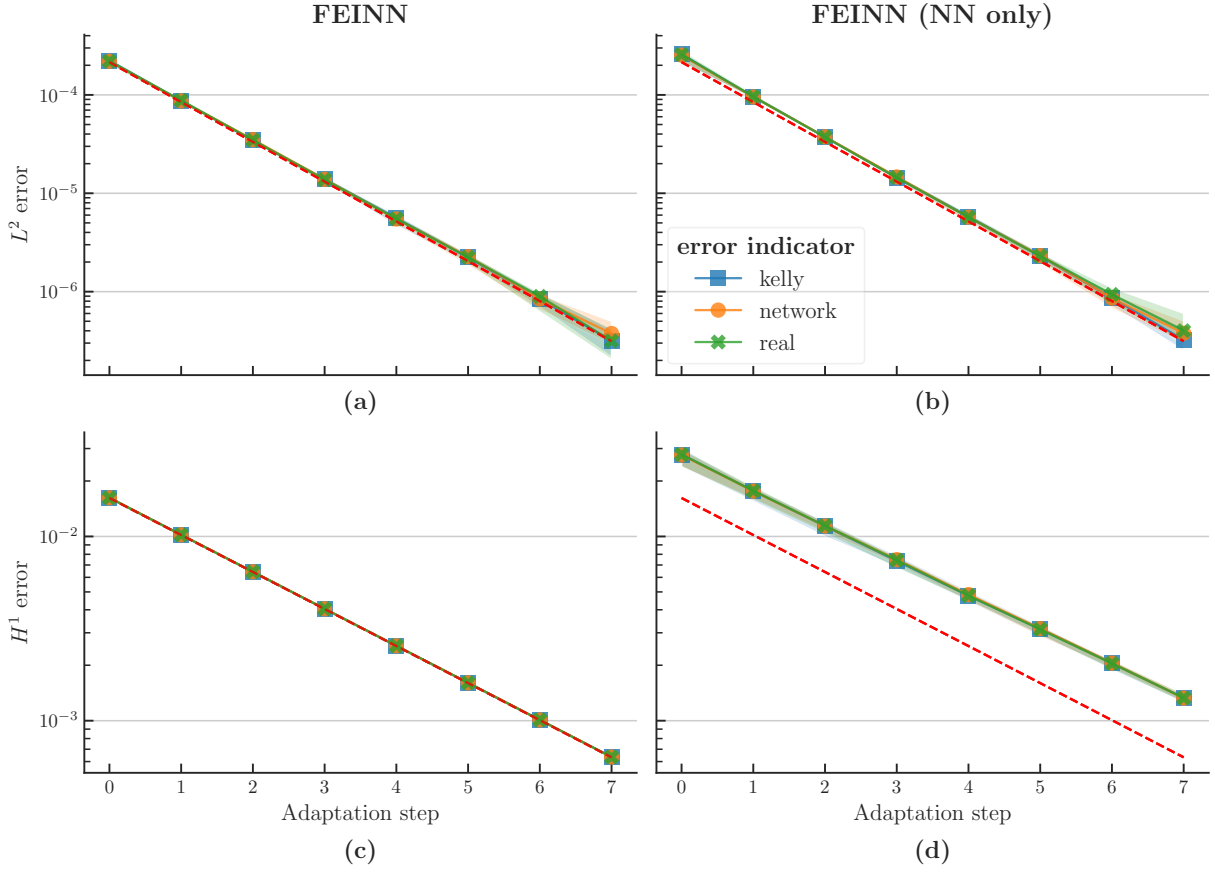 FEINN
FEINN (NN only)
L² error
10⁻⁴
10⁻⁵
10⁻⁶
(a)
error indicator
kelly
network
real
(b)
H¹ error
10⁻²
10⁻³
0 1 2 3 4 5 6 7
Adaptation step
(c)
0 1 2 3 4 5 6 7
Adaptation step
(d)